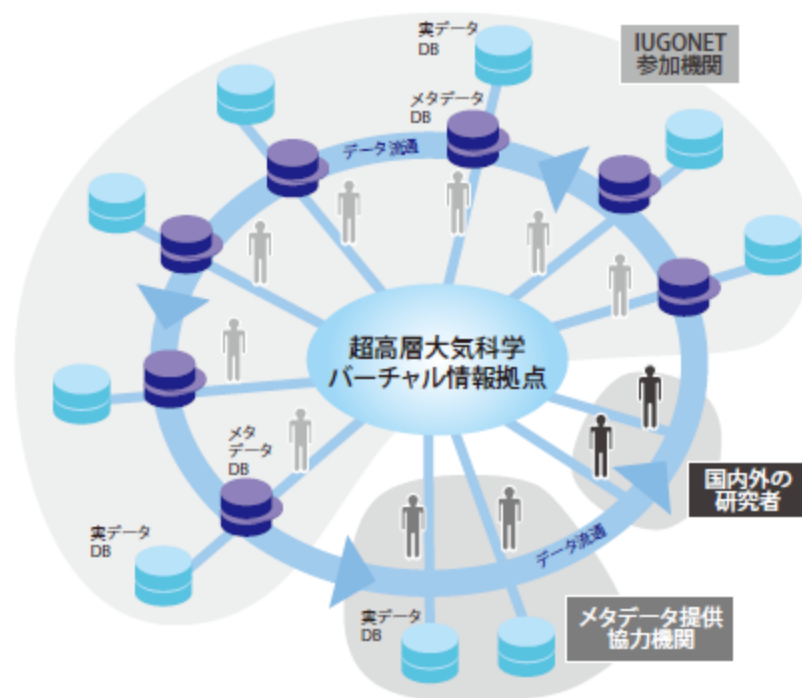 実データ
DB
IUGONET
参加機関
メタデータ
DB
データ流通
超高層大気科学
バーチャル情報拠点
メタ
データ
DB
国内外の
研究者
実データ
DB
データ流通
実データ
DB
メタデータ提供
協力機関